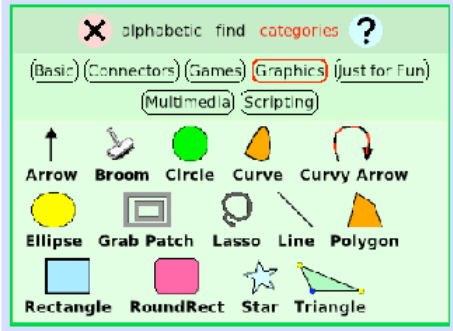 alphabetic find categories ?
Basic Connectors Games Graphics Just for Fun
Multimedia Scripting
Arrow Broom Circle Curve Curvy Arrow
Ellipse Grab Patch Lasso Line Polygon
Rectangle RoundRect Star Triangle